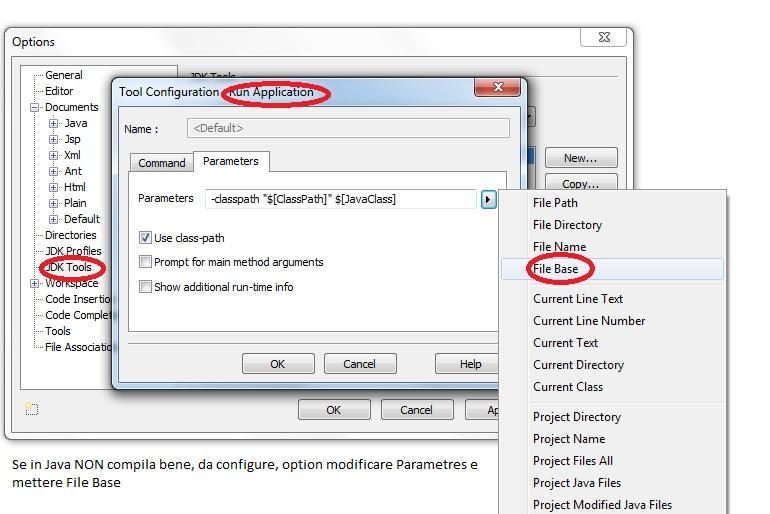 Options
General
Editor
Documents
Java
Jsp
Xml
Ant
Html
Plain
Default
Directories
JDK Profiles
JDK Tools
Workspace
Code Insertio
Code Complet
Tools
File Associatio
JDK Tools
New...
Copy...
OK
Cancel
Ap
Tool Configuration Run Application
Name :
<Default>
Command
Parameters
Parameters
-classpath "$[ClassPath]" $[JavaClass]
Use class-path
Prompt for main method arguments
Show additional run-time info
OK
Cancel
Help
File Path
File Directory
File Name
File Base
Current Line Text
Current Line Number
Current Text
Current Directory
Current Class
Project Directory
Project Name
Project Files All
Project Java Files
Project Modified Java Files
Se in Java NON compila bene, da configure, option modificare Parametres e
mettere File Base